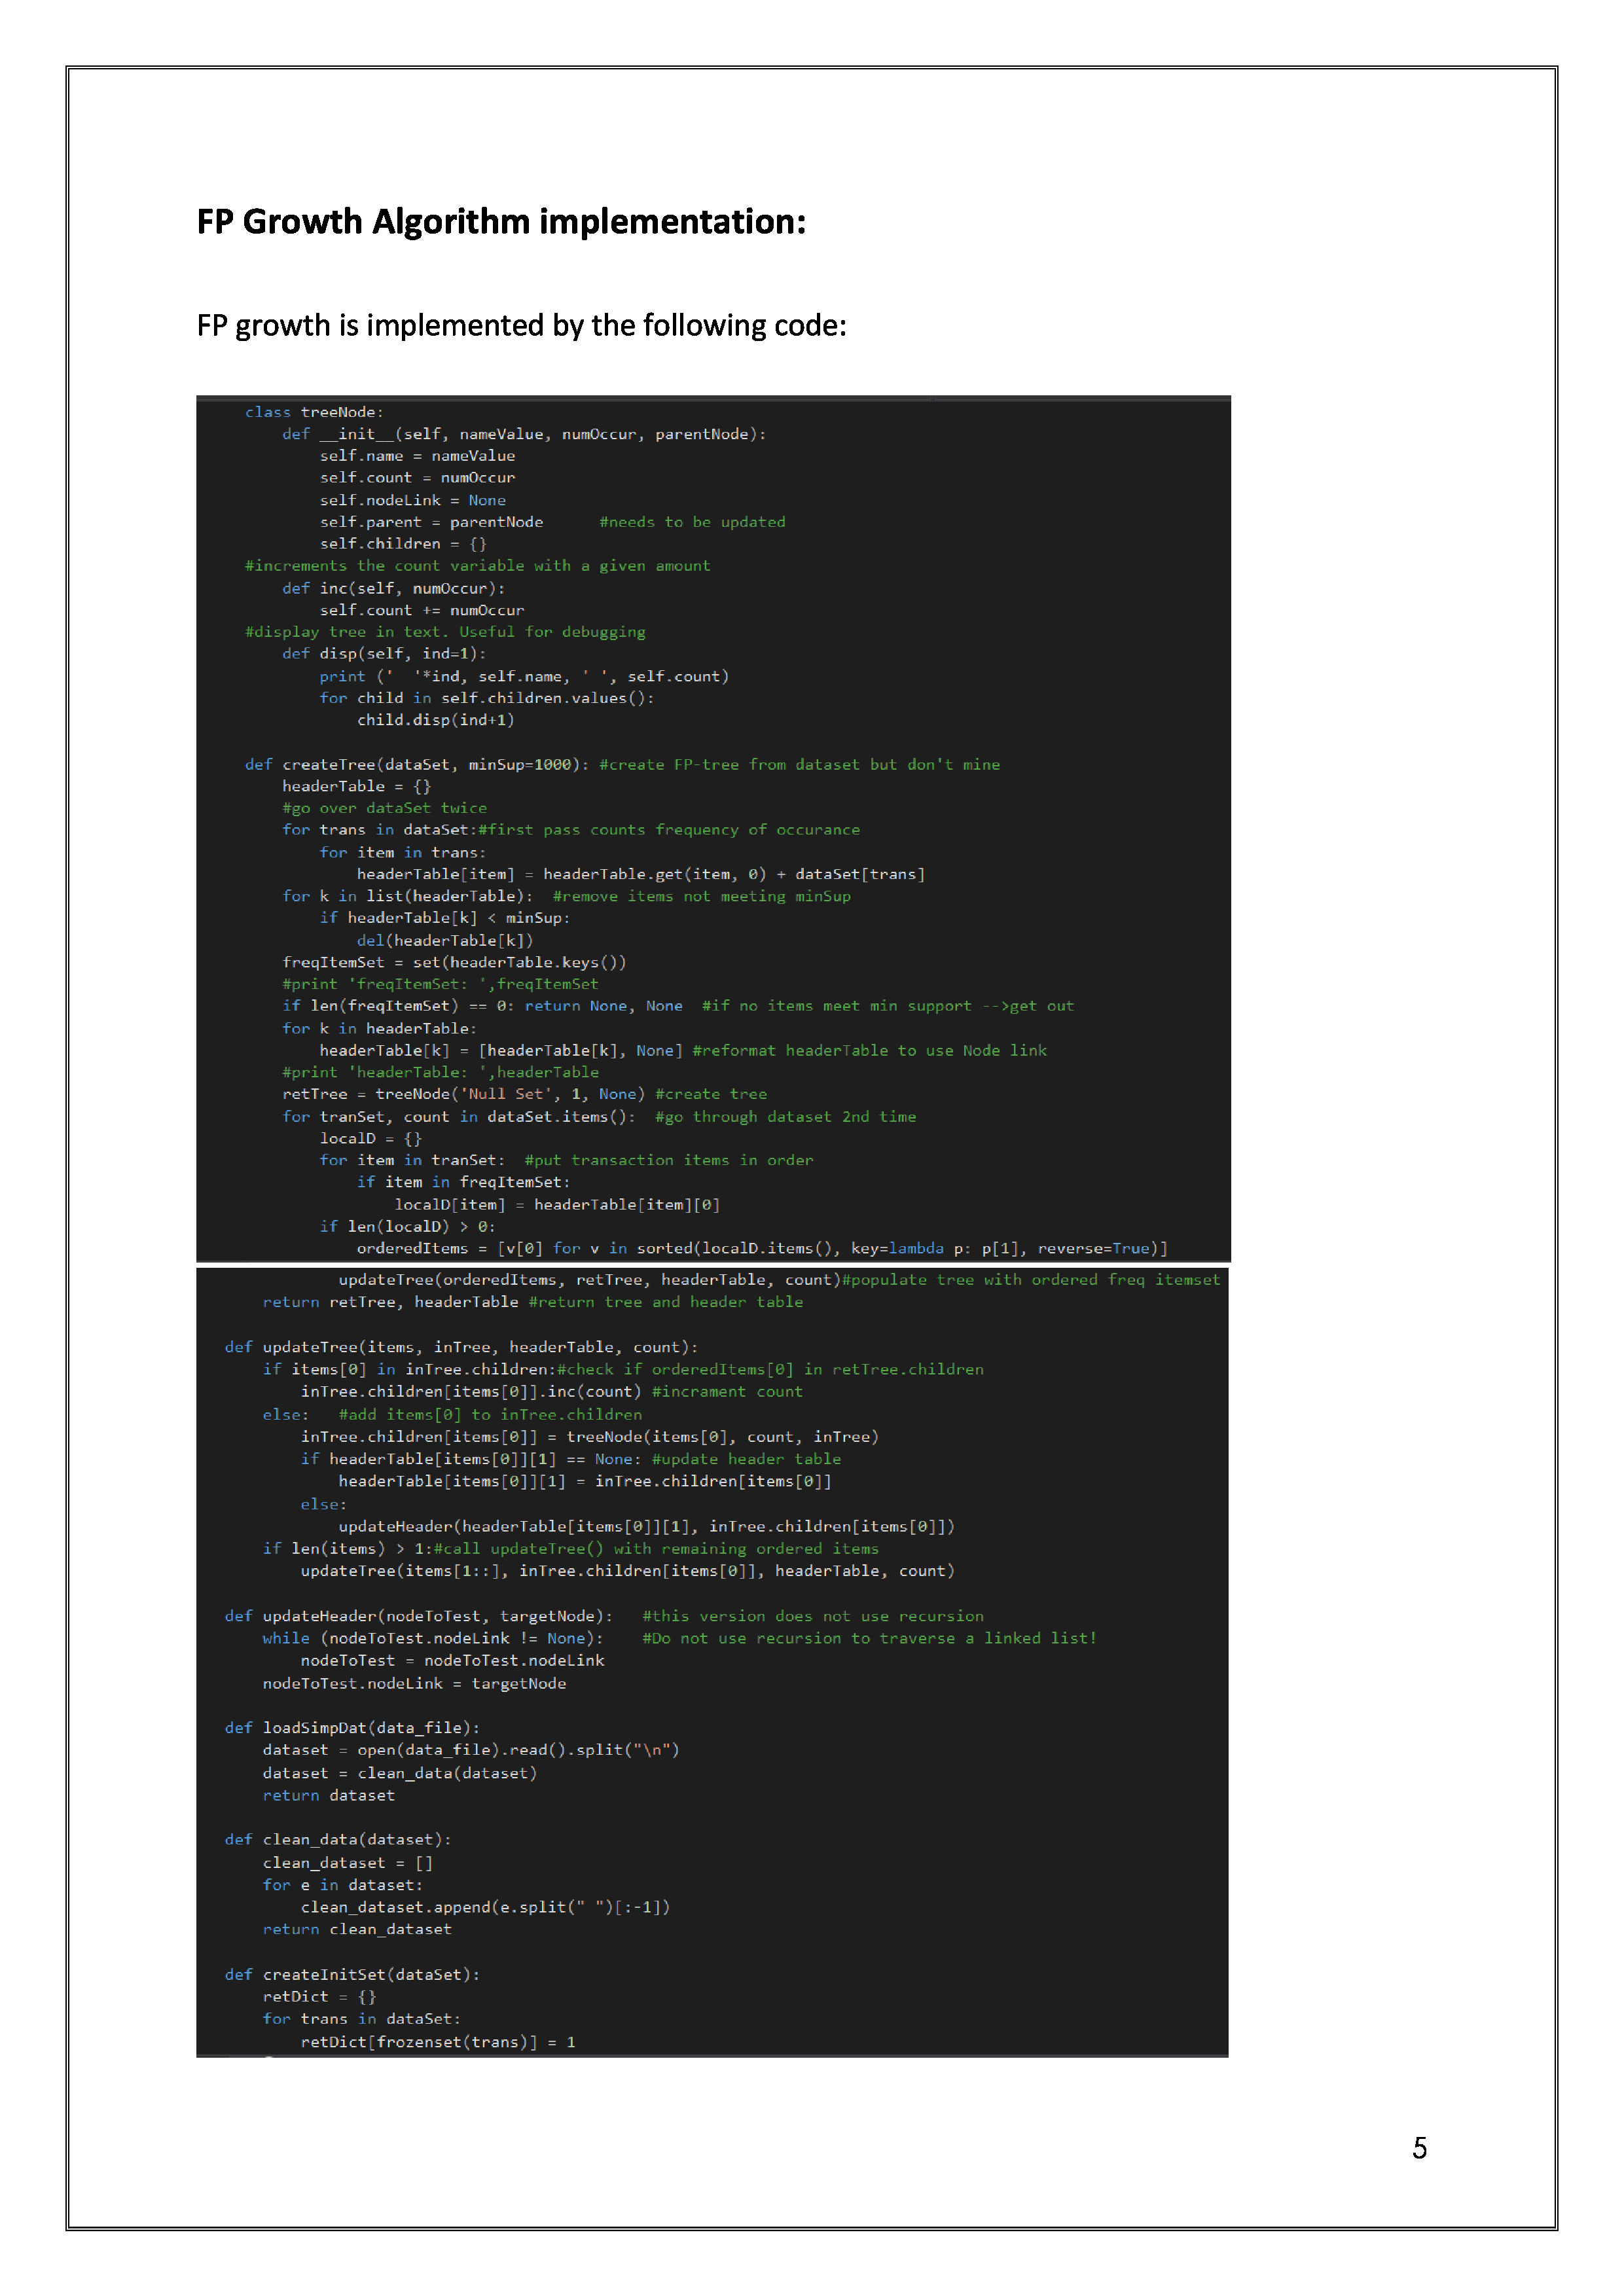 FP Growth Algorithm implementation:
FP growth is implemented by the following code:
class treeNode:
    def __init__(self, nameValue, numOccur, parentNode):
        self.name = nameValue
        self.count = numOccur
        self.nodeLink = None
        self.parent = parentNode      #needs to be updated
        self.children = {}
#increments the count variable with a given amount
    def inc(self, numOccur):
        self.count += numOccur
#display tree in text. Useful for debugging
    def disp(self, ind=1):
        print ('  '*ind, self.name, ' ', self.count)
        for child in self.children.values():
            child.disp(ind+1)

def createTree(dataSet, minSup=1000): #create FP-tree from dataset but don't mine
    headerTable = {}
    #go over dataSet twice
    for trans in dataSet:#first pass counts frequency of occurance
        for item in trans:
            headerTable[item] = headerTable.get(item, 0) + dataSet[trans]
    for k in list(headerTable):  #remove items not meeting minSup
        if headerTable[k] < minSup:
            del(headerTable[k])
    freqItemSet = set(headerTable.keys())
    #print 'freqItemSet: ',freqItemSet
    if len(freqItemSet) == 0: return None, None  #if no items meet min support -->get out
    for k in headerTable:
        headerTable[k] = [headerTable[k], None] #reformat headerTable to use Node link
    #print 'headerTable: ',headerTable
    retTree = treeNode('Null Set', 1, None) #create tree
    for tranSet, count in dataSet.items():  #go through dataset 2nd time
        localD = {}
        for item in tranSet:  #put transaction items in order
            if item in freqItemSet:
                localD[item] = headerTable[item][0]
        if len(localD) > 0:
            orderedItems = [v[0] for v in sorted(localD.items(), key=lambda p: p[1], reverse=True)]
            updateTree(orderedItems, retTree, headerTable, count)#populate tree with ordered freq itemset
    return retTree, headerTable #return tree and header table

def updateTree(items, inTree, headerTable, count):
    if items[0] in inTree.children:#check if orderedItems[0] in retTree.children
        inTree.children[items[0]].inc(count) #incrament count
    else:   #add items[0] to inTree.children
        inTree.children[items[0]] = treeNode(items[0], count, inTree)
        if headerTable[items[0]][1] == None: #update header table
            headerTable[items[0]][1] = inTree.children[items[0]]
        else:
            updateHeader(headerTable[items[0]][1], inTree.children[items[0]])
    if len(items) > 1:#call updateTree() with remaining ordered items
        updateTree(items[1::], inTree.children[items[0]], headerTable, count)

def updateHeader(nodeToTest, targetNode):   #this version does not use recursion
    while (nodeToTest.nodeLink != None):    #Do not use recursion to traverse a linked list!
        nodeToTest = nodeToTest.nodeLink
    nodeToTest.nodeLink = targetNode

def loadSimpDat(data_file):
    dataset = open(data_file).read().split("\n")
    dataset = clean_data(dataset)
    return dataset

def clean_data(dataset):
    clean_dataset = []
    for e in dataset:
        clean_dataset.append(e.split(" ")[:-1])
    return clean_dataset

def createInitSet(dataSet):
    retDict = {}
    for trans in dataSet:
        retDict[frozenset(trans)] = 1
5